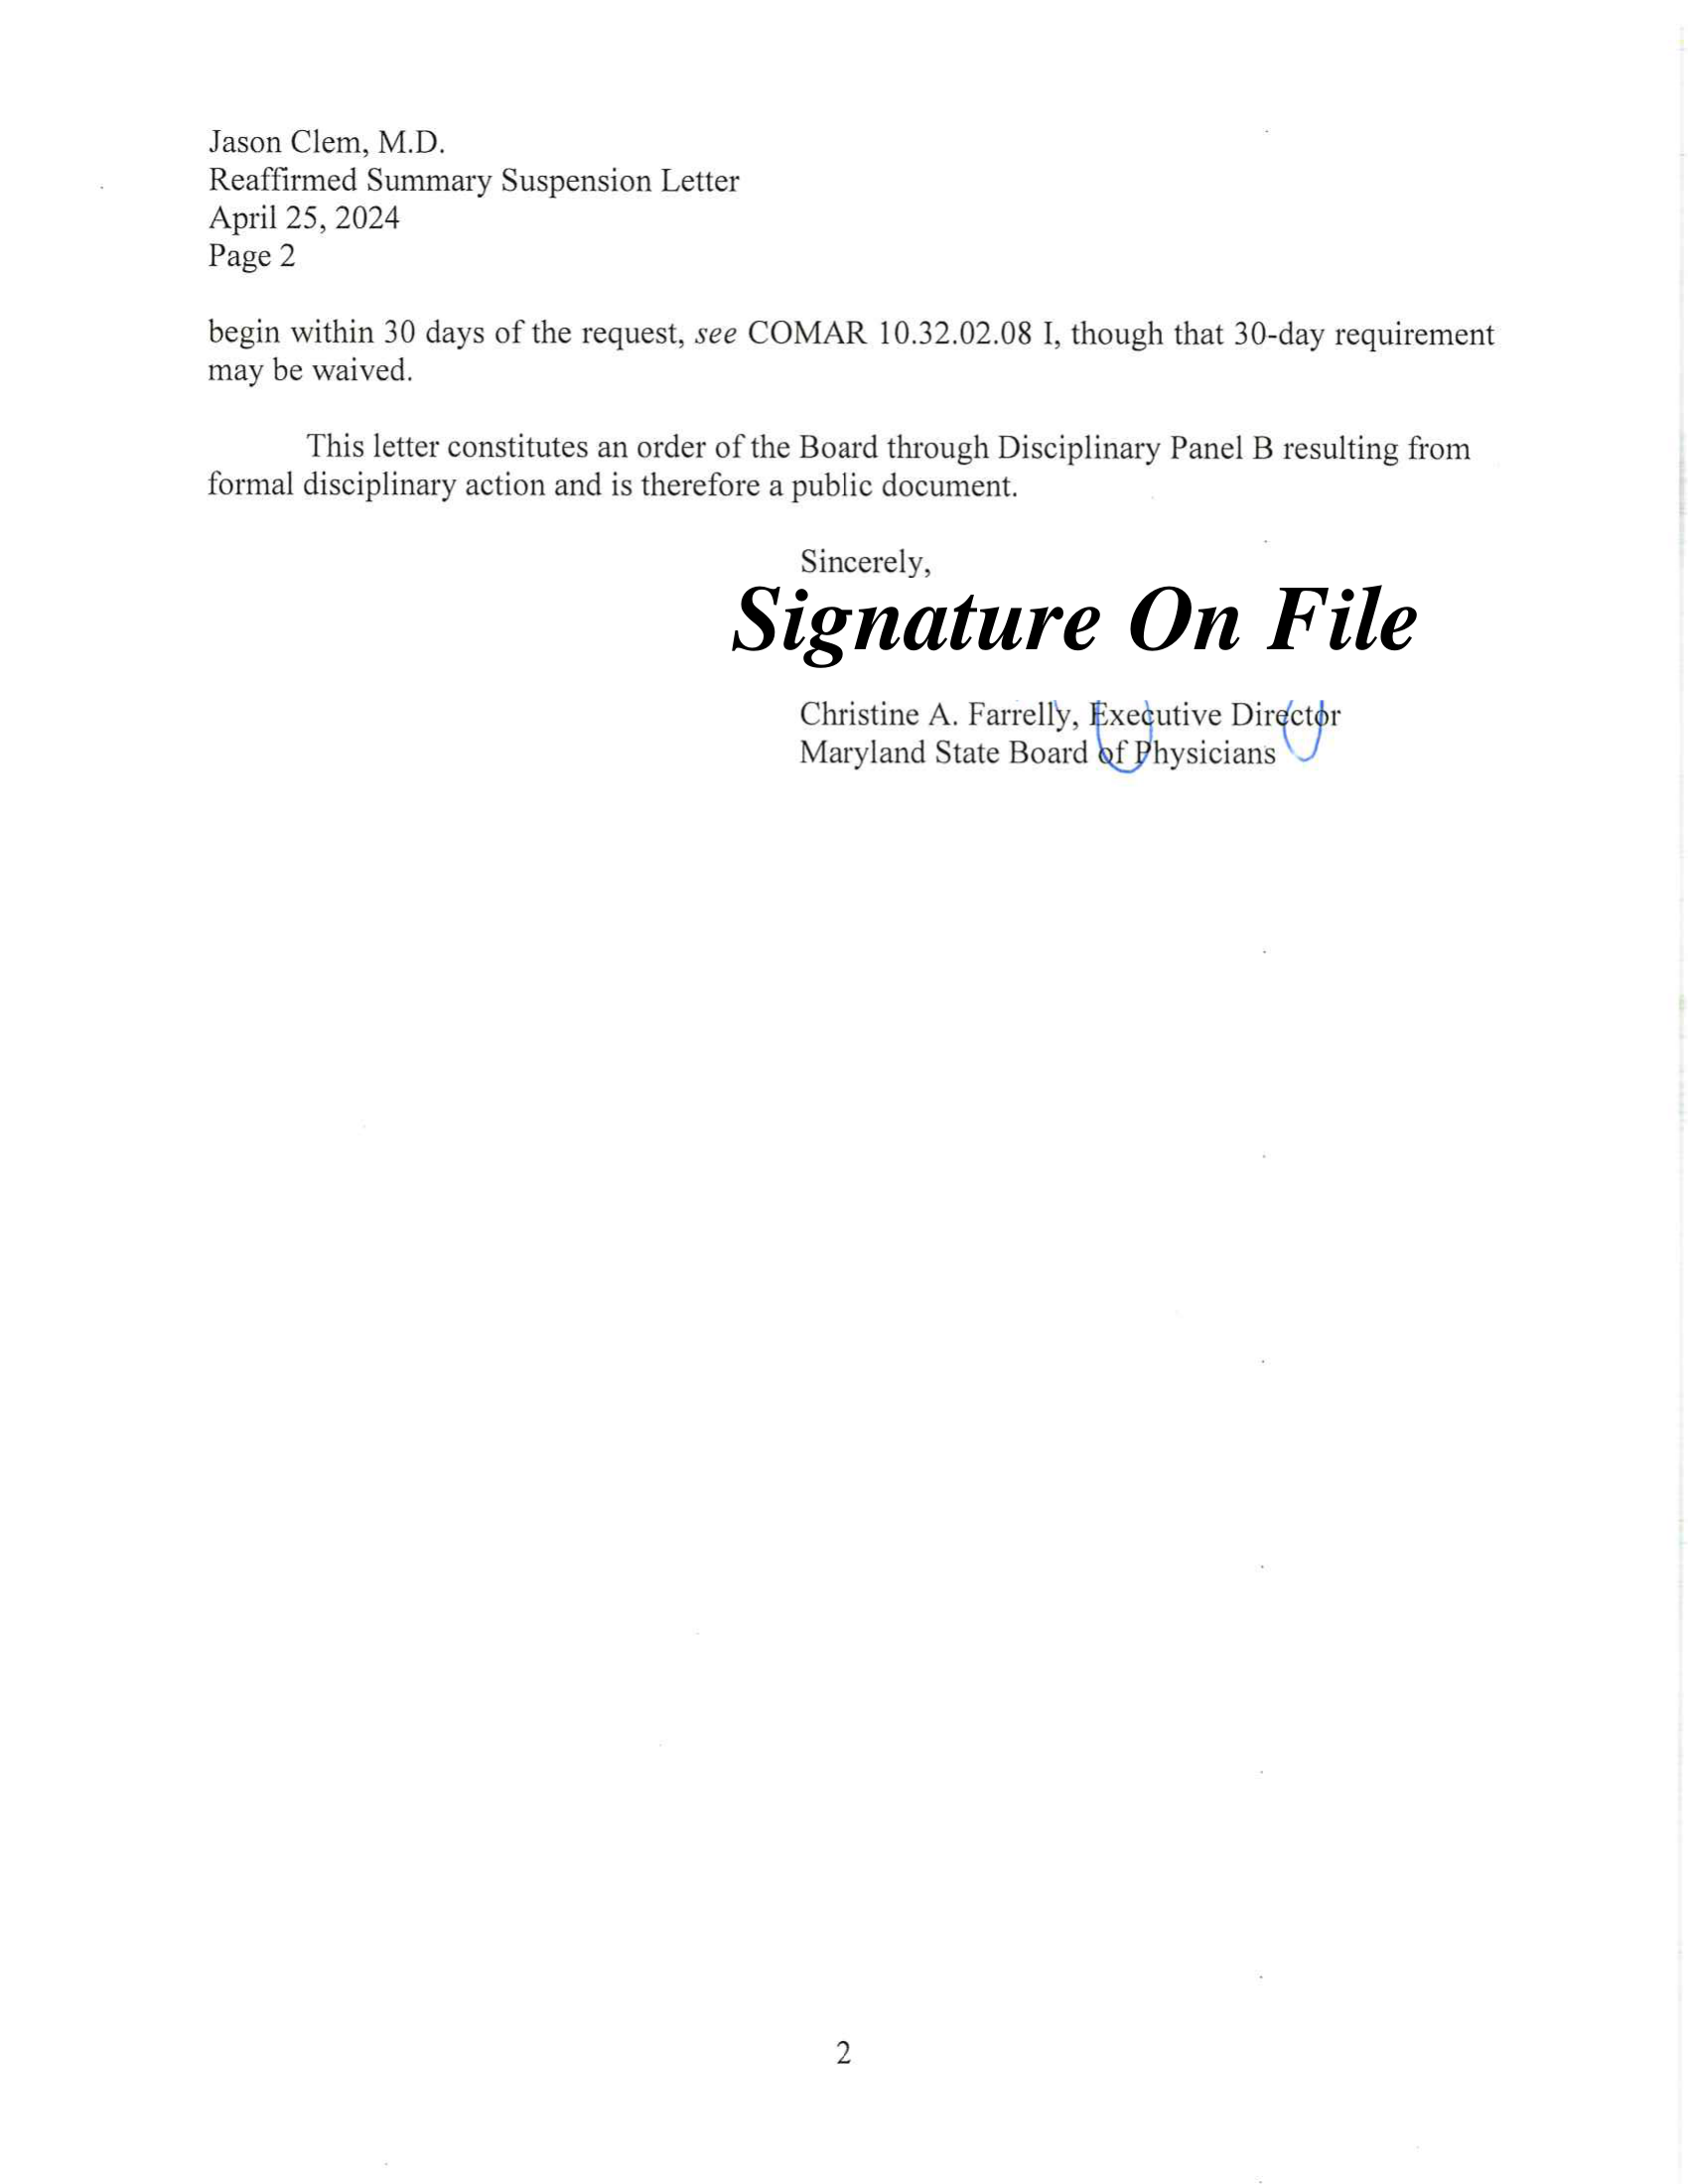 Jason Clem, M.D.
Reaffirmed Summary Suspension Letter
April 25, 2024
Page 2
begin within 30 days of the request, see COMAR 10.32.02.08 I, though that 30-day requirement
may be waived.
This letter constitutes an order of the Board through Disciplinary Panel B resulting from
formal disciplinary action and is therefore a public document.
Sincerely,
Signature On File
Christine A. Farrelly, Executive Director
Maryland State Board of Physicians
2